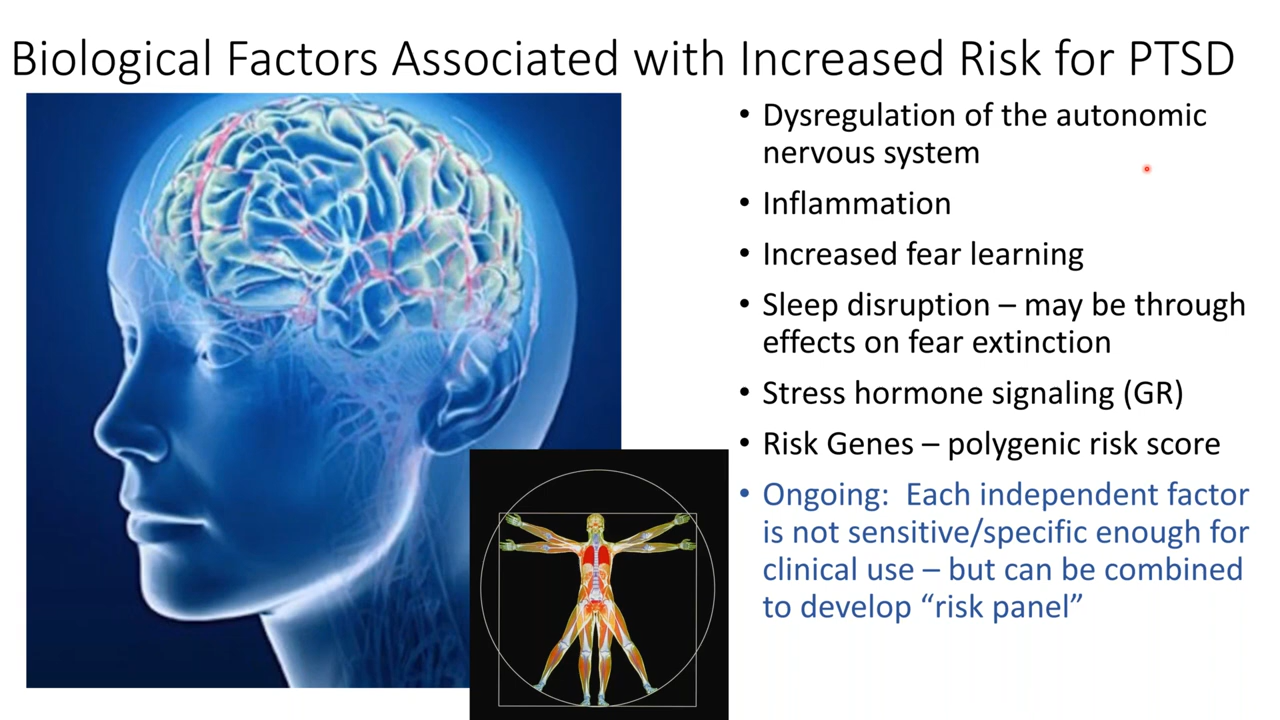 Biological Factors Associated with Increased Risk for PTSD
• Dysregulation of the autonomic
nervous system
• Inflammation
• Increased fear learning
• Sleep disruption – may be through
effects on fear extinction
• Stress hormone signaling (GR)
• Risk Genes – polygenic risk score
• Ongoing:  Each independent factor
is not sensitive/specific enough for
clinical use – but can be combined
to develop “risk panel”